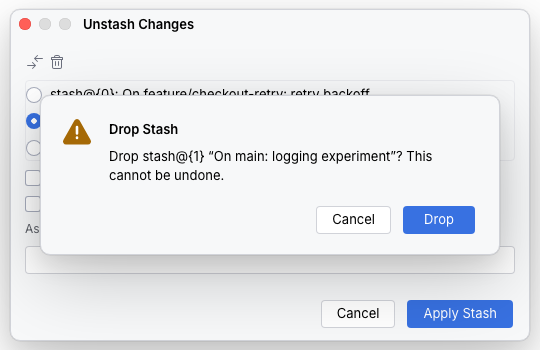 Unstash Changes
stash@{0}: On feature/checkout-retry: retry backoff
Drop Stash
Drop stash@{1} “On main: logging experiment”? This
cannot be undone.
Cancel
Drop
As
Cancel
Apply Stash